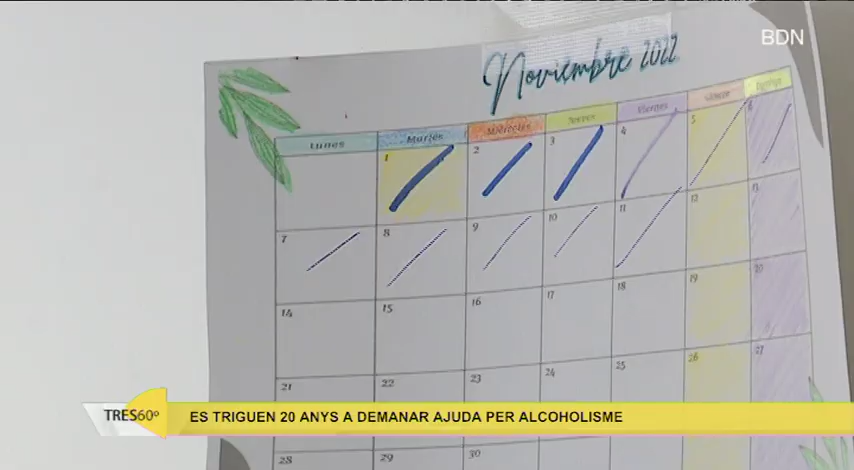 BDN
Noviembre 2022
Lunes Martes Miércoles Jueves Viernes
1 2 3 4 5 6
7 8 9 10 11 12 13
14 15 16 17 18 19 20
21 22 23 24 25 26 27
28 29 30
TRES60º
ES TRIGUEN 20 ANYS A DEMANAR AJUDA PER ALCOHOLISME